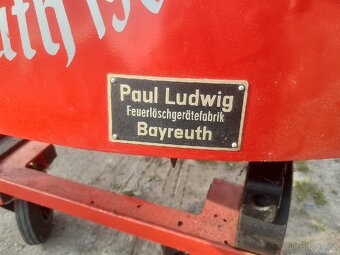 Paul Ludwig
Feuerlöschgerätefabrik
Bayreuth